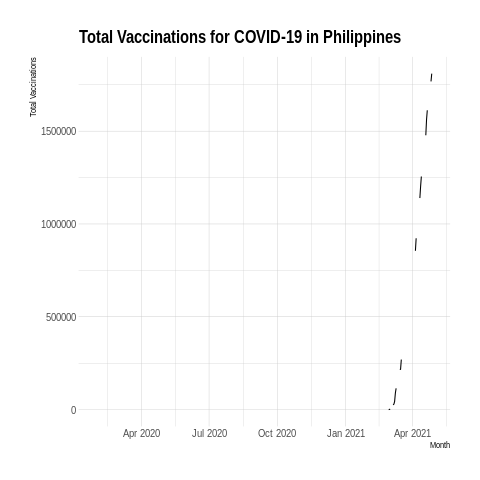 Total Vaccinations for COVID-19 in Philippines
Total Vaccinations
1500000
1000000
500000
0
Apr 2020 Jul 2020 Oct 2020 Jan 2021 Apr 2021
Month